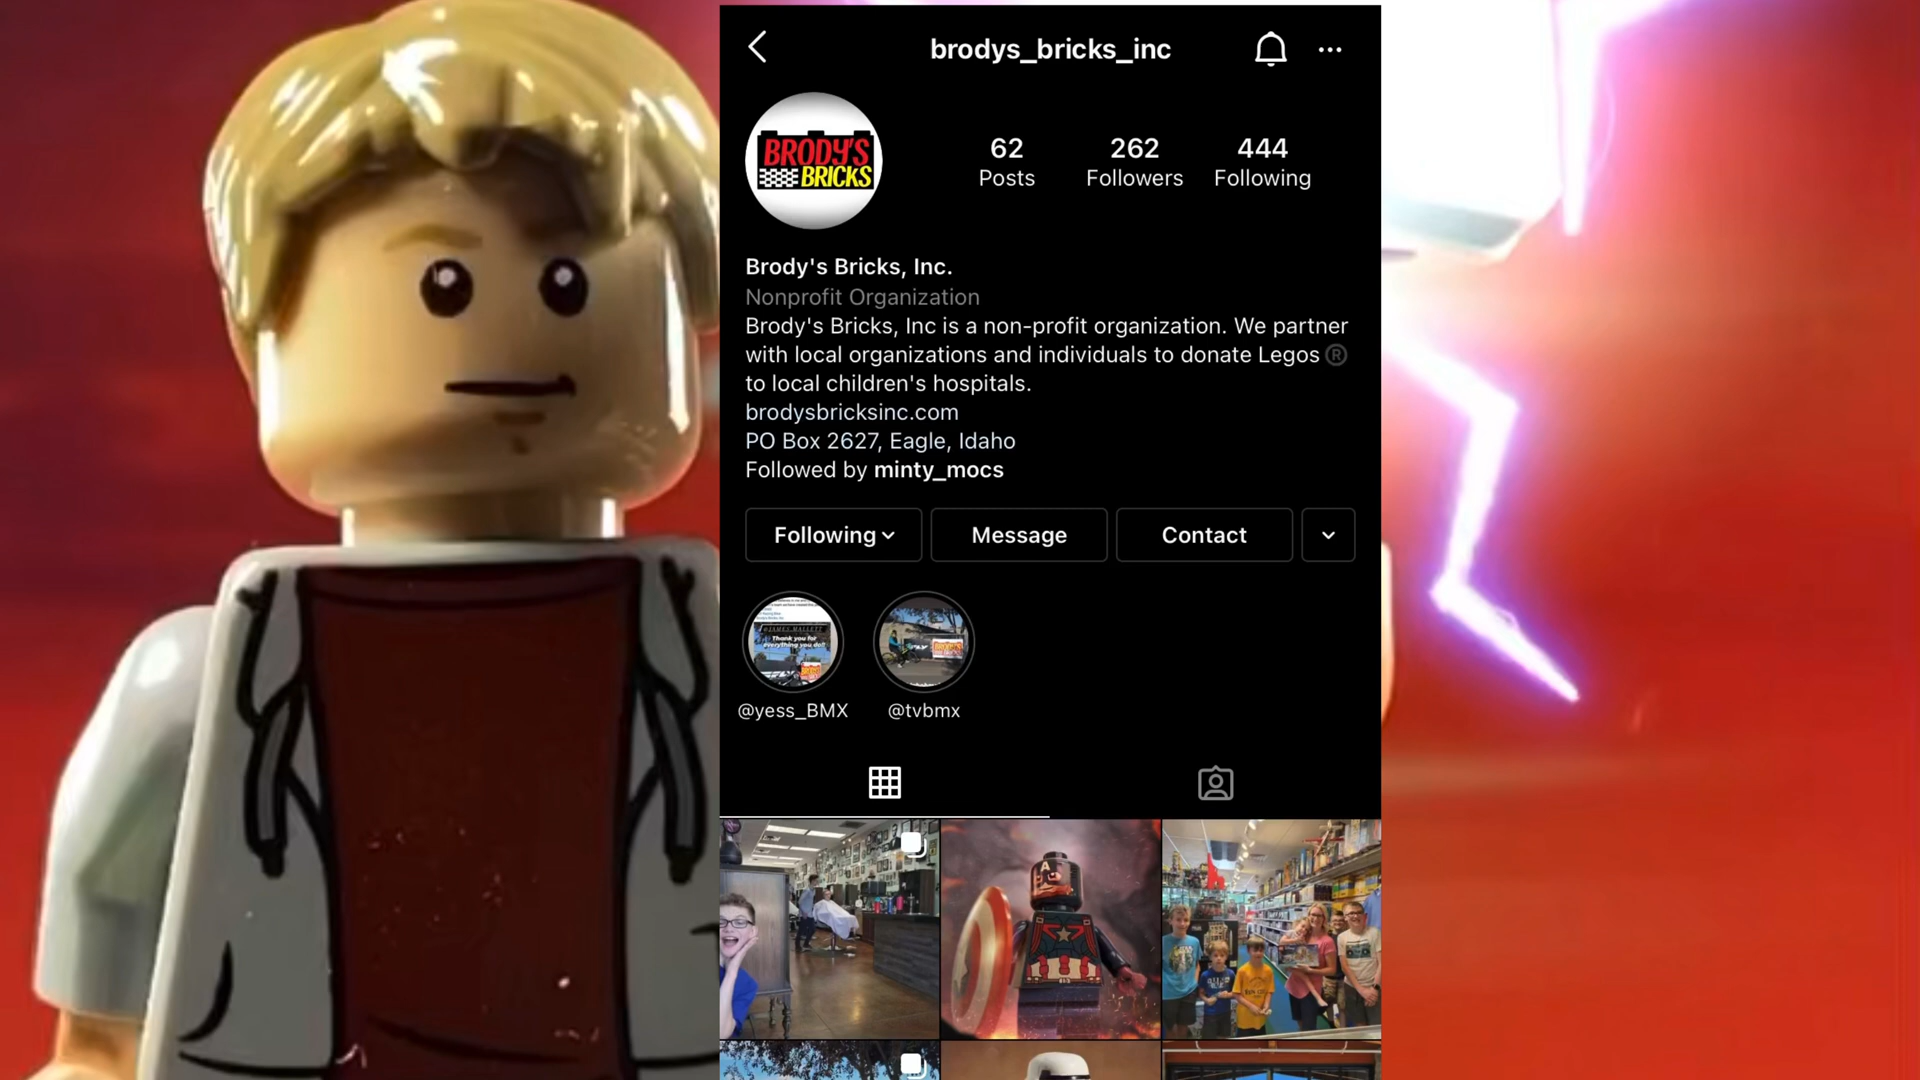 brodys_bricks_inc
BRODY'S
BRICKS
62
Posts
262
Followers
444
Following
Brody's Bricks, Inc.
Nonprofit Organization
Brody's Bricks, Inc is a non-profit organization. We partner
with local organizations and individuals to donate Legos ®
to local children's hospitals.
brodysbricksinc.com
PO Box 2627, Eagle, Idaho
Followed by minty_mocs
Following
Message
Contact
Thank you for
everything you do!!
@yess_BMX
@tvbmx
A